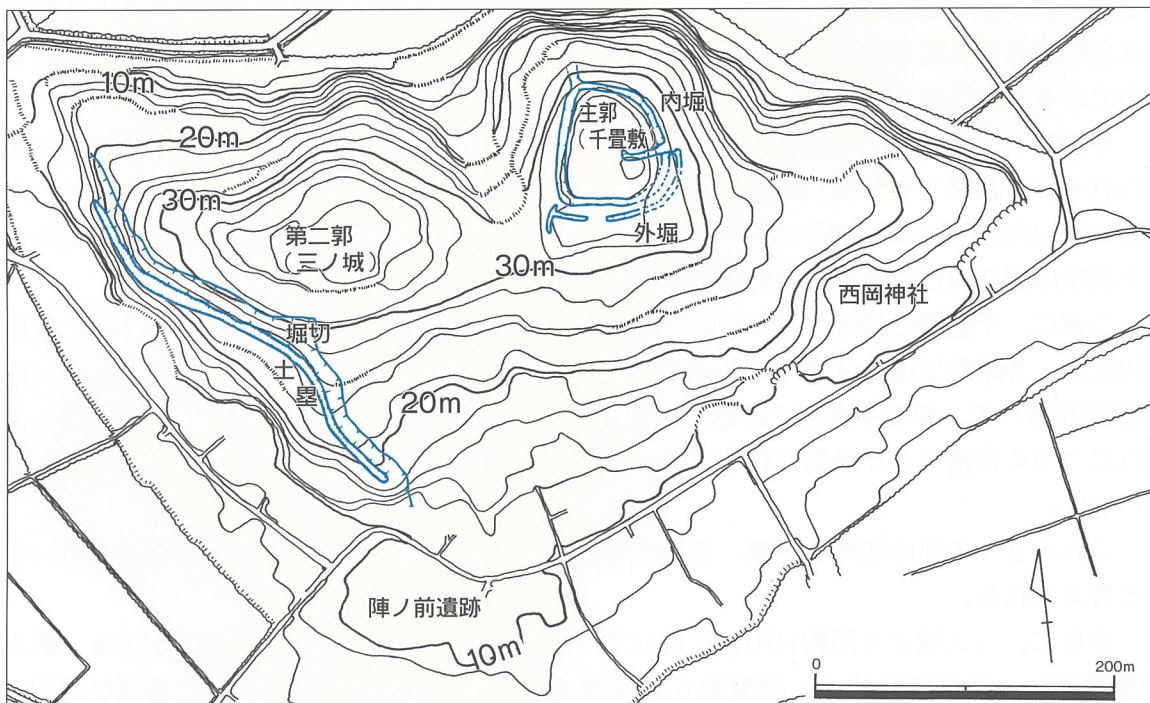 10m
20m
30m
第二郭
(三ノ城)
主郭
(千畳敷)
内堀
外堀
30m
西岡神社
堀切
土塁
20m
陣ノ前遺跡
10m
0
200m